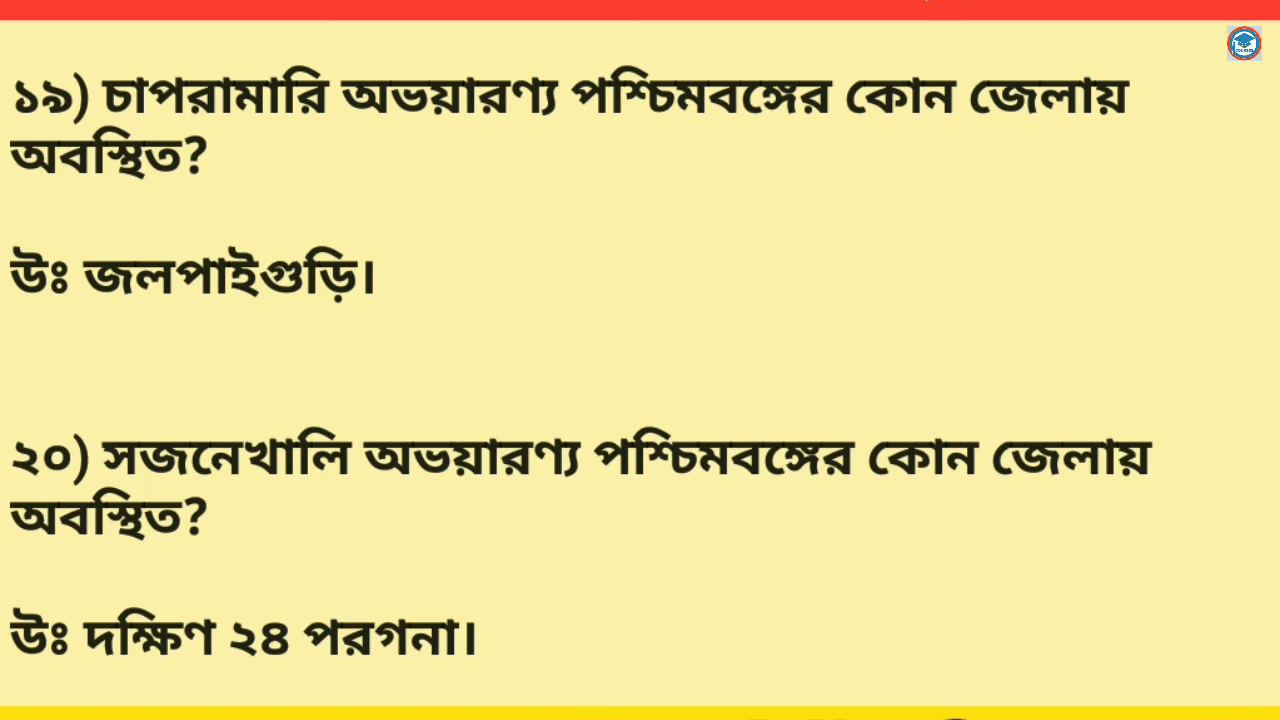 ১৯) চাপরামারি অভয়ারণ্য পশ্চিমবঙ্গের কোন জেলায়
অবস্থিত?
উঃ জলপাইগুড়ি।
২০) সজনেখালি অভয়ারণ্য পশ্চিমবঙ্গের কোন জেলায়
অবস্থিত?
উঃ দক্ষিণ ২৪ পরগনা।